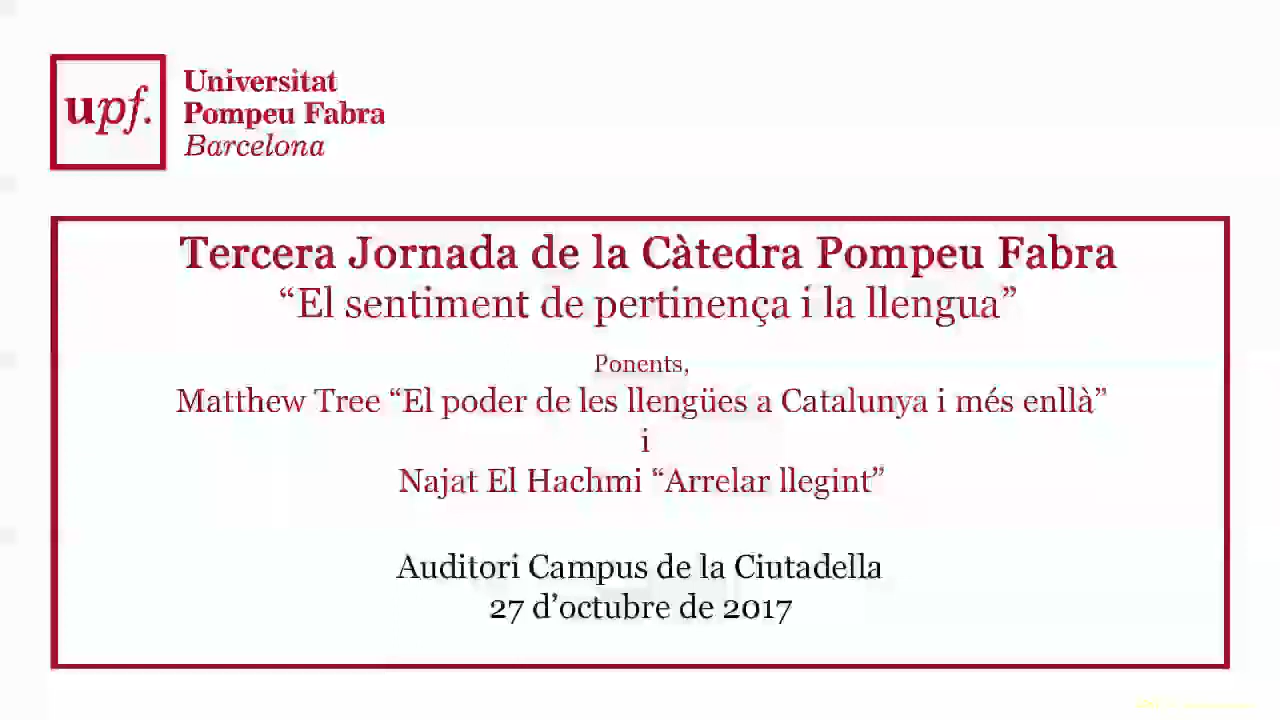 upf.
Universitat
Pompeu Fabra
Barcelona
Tercera Jornada de la Càtedra Pompeu Fabra
“El sentiment de pertinença i la llengua”
Ponents,
Matthew Tree “El poder de les llengües a Catalunya i més enllà”
i
Najat El Hachmi “Arrelar llegint”
Auditori Campus de la Ciutadella
27 d’octubre de 2017